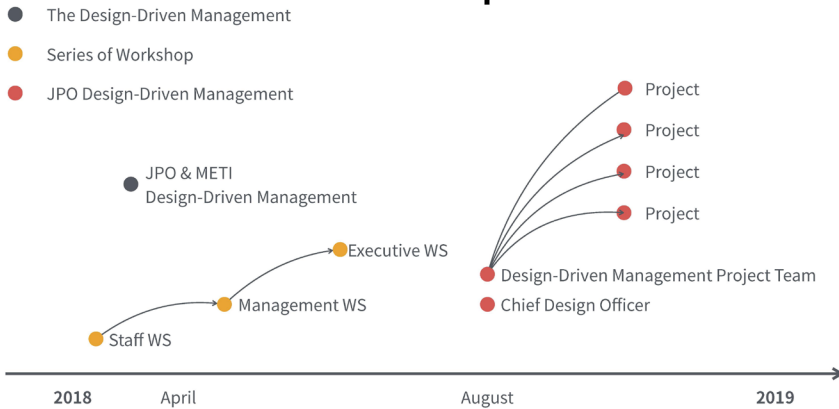 The Design-Driven Management
Series of Workshop
JPO Design-Driven Management
Project
Project
JPO & METI
Design-Driven Management
Project
Project
Executive WS
Design-Driven Management Project Team
Management WS
Chief Design Officer
Staff WS
2018
April
August
2019